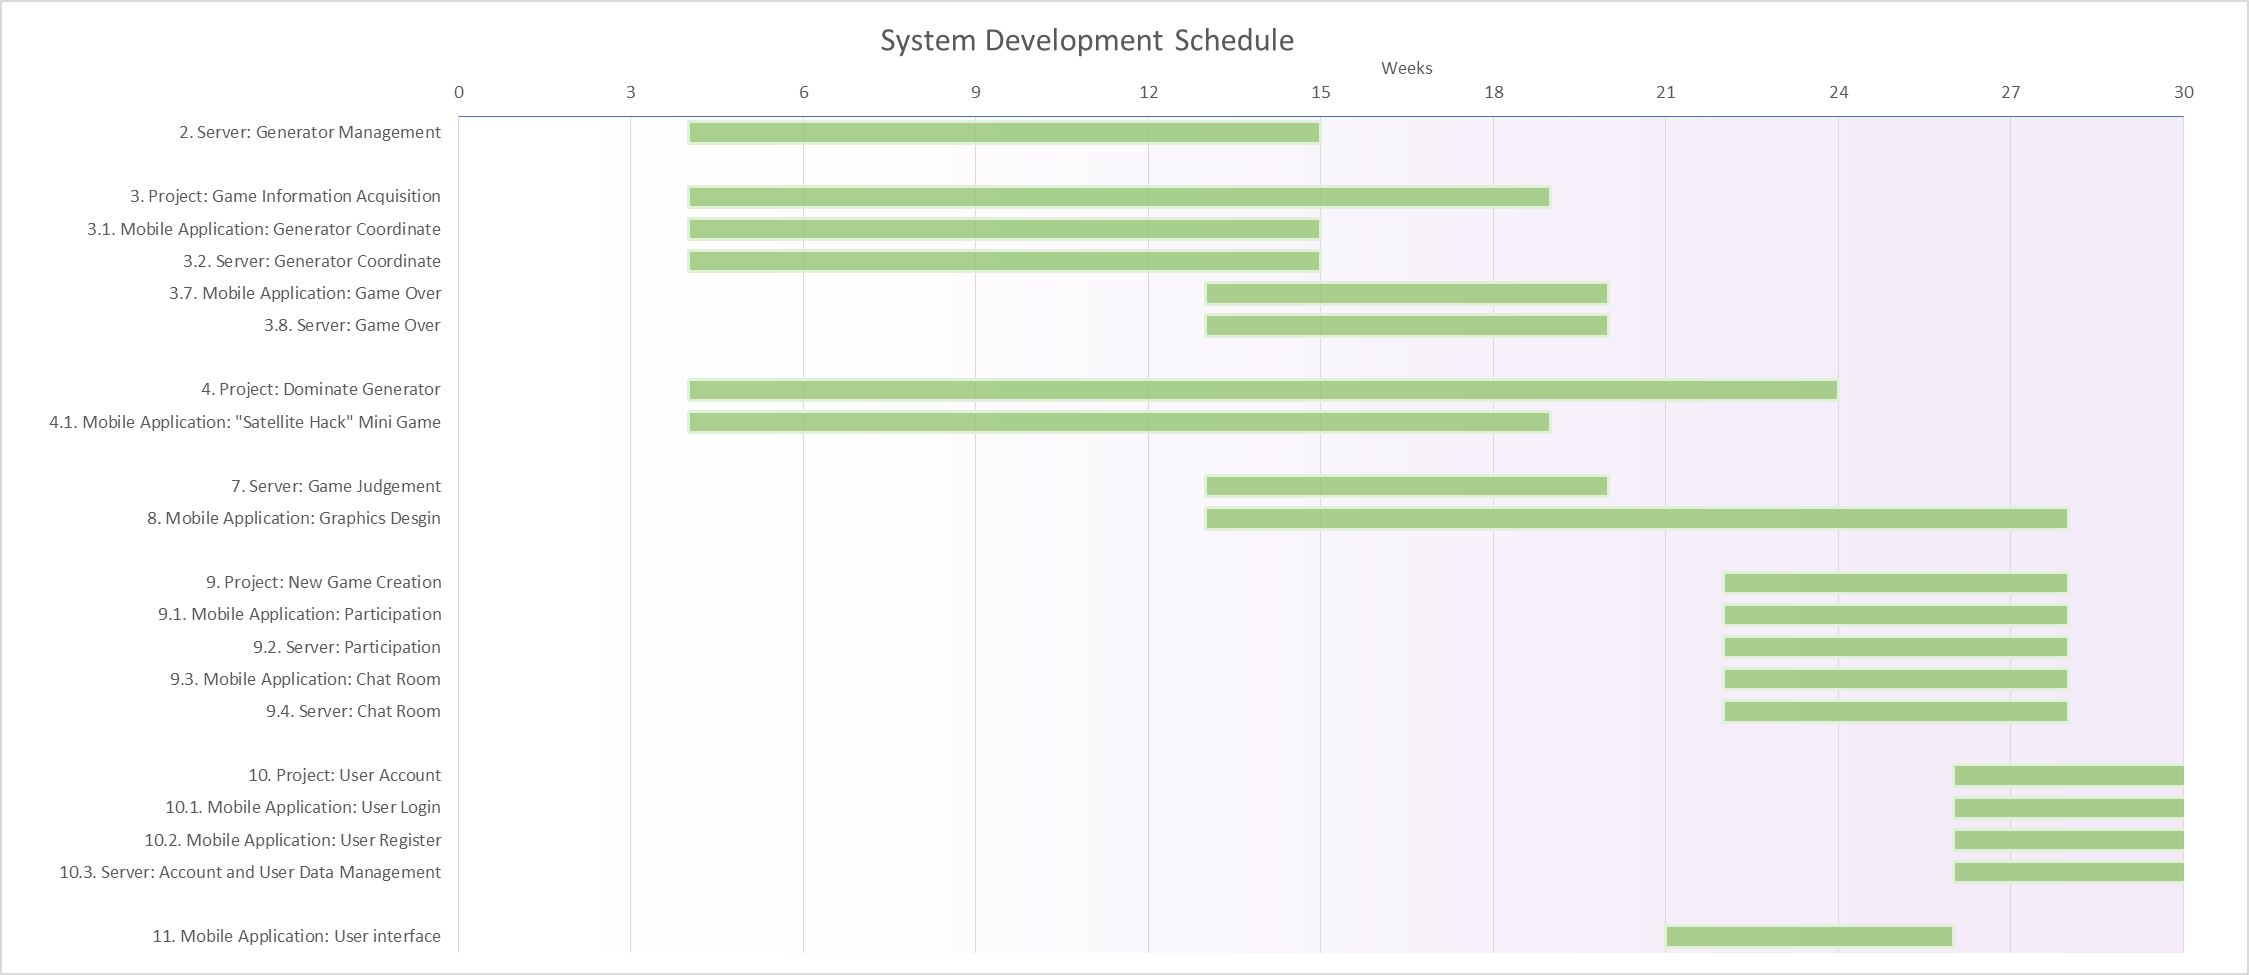 System Development Schedule
Weeks
0 3 6 9 12 15 18 21 24 27 30
2. Server: Generator Management
3. Project: Game Information Acquisition
3.1. Mobile Application: Generator Coordinate
3.2. Server: Generator Coordinate
3.7. Mobile Application: Game Over
3.8. Server: Game Over
4. Project: Dominate Generator
4.1. Mobile Application: "Satellite Hack" Mini Game
7. Server: Game Judgement
8. Mobile Application: Graphics Desgin
9. Project: New Game Creation
9.1. Mobile Application: Participation
9.2. Server: Participation
9.3. Mobile Application: Chat Room
9.4. Server: Chat Room
10. Project: User Account
10.1. Mobile Application: User Login
10.2. Mobile Application: User Register
10.3. Server: Account and User Data Management
11. Mobile Application: User interface